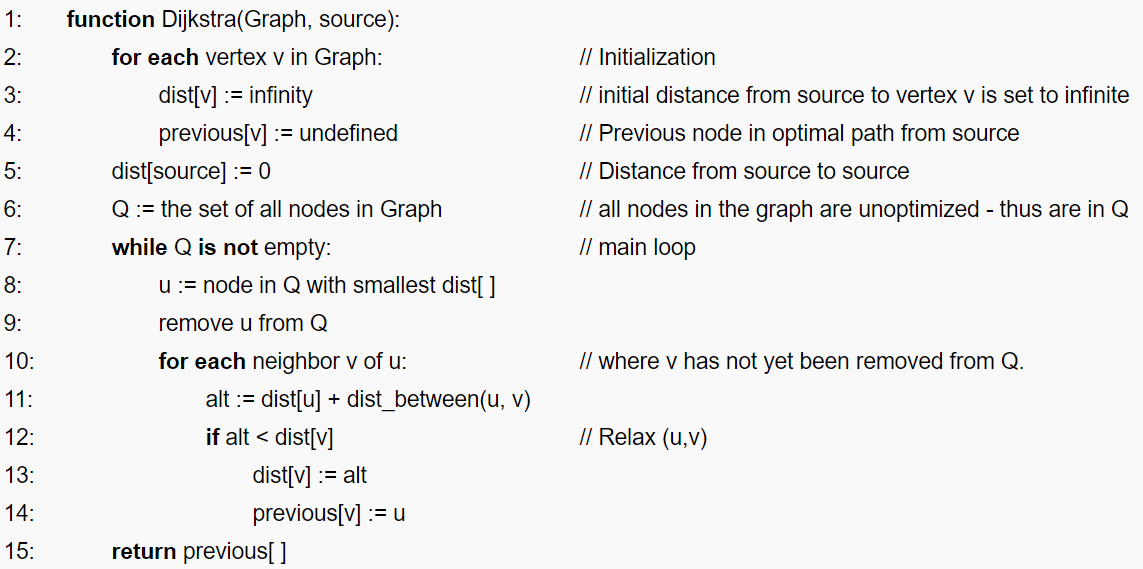 1: function Dijkstra(Graph, source):
2: for each vertex v in Graph: // Initialization
3: dist[v] := infinity // initial distance from source to vertex v is set to infinite
4: previous[v] := undefined // Previous node in optimal path from source
5: dist[source] := 0 // Distance from source to source
6: Q := the set of all nodes in Graph // all nodes in the graph are unoptimized - thus are in Q
7: while Q is not empty: // main loop
8: u := node in Q with smallest dist[ ]
9: remove u from Q
10: for each neighbor v of u: // where v has not yet been removed from Q.
11: alt := dist[u] + dist_between(u, v)
12: if alt < dist[v] // Relax (u,v)
13: dist[v] := alt
14: previous[v] := u
15: return previous[ ]